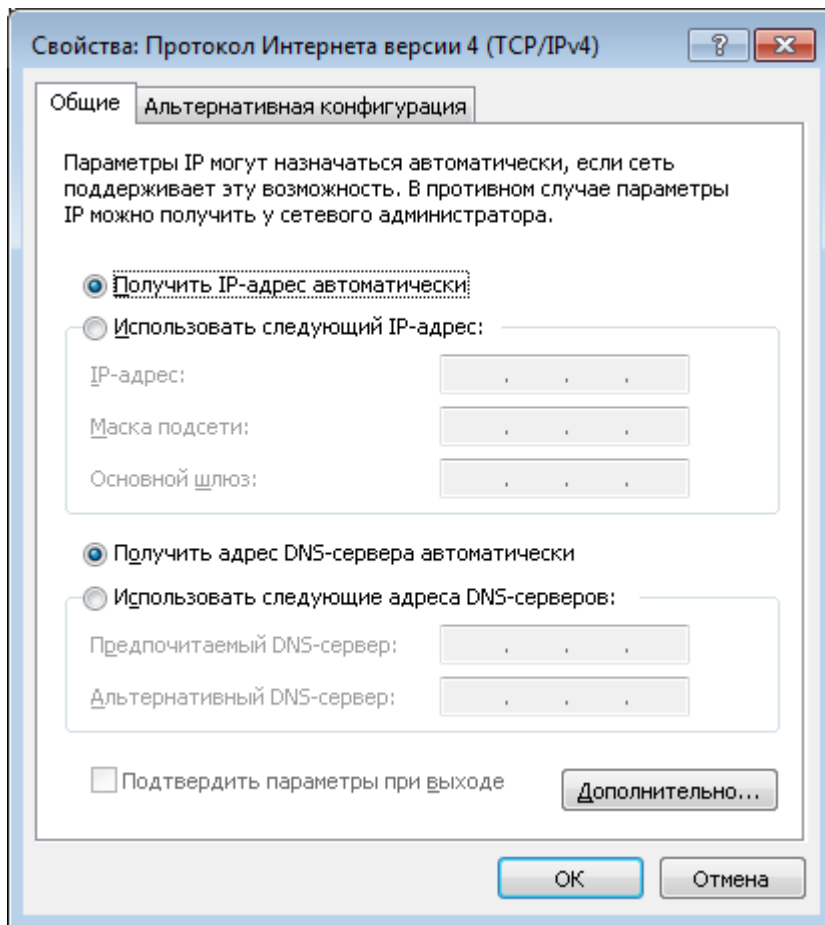 Свойства: Протокол Интернета версии 4 (TCP/IPv4)
Общие
Альтернативная конфигурация
Параметры IP могут назначаться автоматически, если сеть
поддерживает эту возможность. В противном случае параметры
IP можно получить у сетевого администратора.
Получить IP-адрес автоматически
Использовать следующий IP-адрес:
IP-адрес:
Маска подсети:
Основной шлюз:
Получить адрес DNS-сервера автоматически
Использовать следующие адреса DNS-серверов:
Предпочитаемый DNS-сервер:
Альтернативный DNS-сервер:
Подтвердить параметры при выходе
Дополнительно...
ОК
Отмена